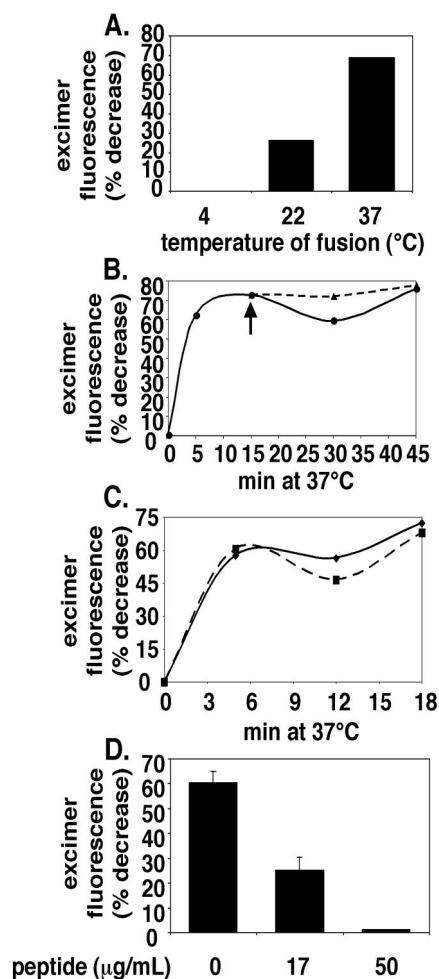 A.
excimer
fluorescence
(% decrease)
80
70
60
50
40
30
20
10
0
4 22 37
temperature of fusion (°C)
B.
excimer
fluorescence
(% decrease)
80
70
60
50
40
30
20
10
0
0 5 10 15 20 25 30 35 40 45
min at 37°C
C.
excimer
fluorescence
(% decrease)
75
60
45
30
15
0
0 3 6 9 12 15 18
min at 37°C
D.
excimer
fluorescence
(% decrease)
70
60
50
40
30
20
10
0
peptide (µg/mL) 0 17 50